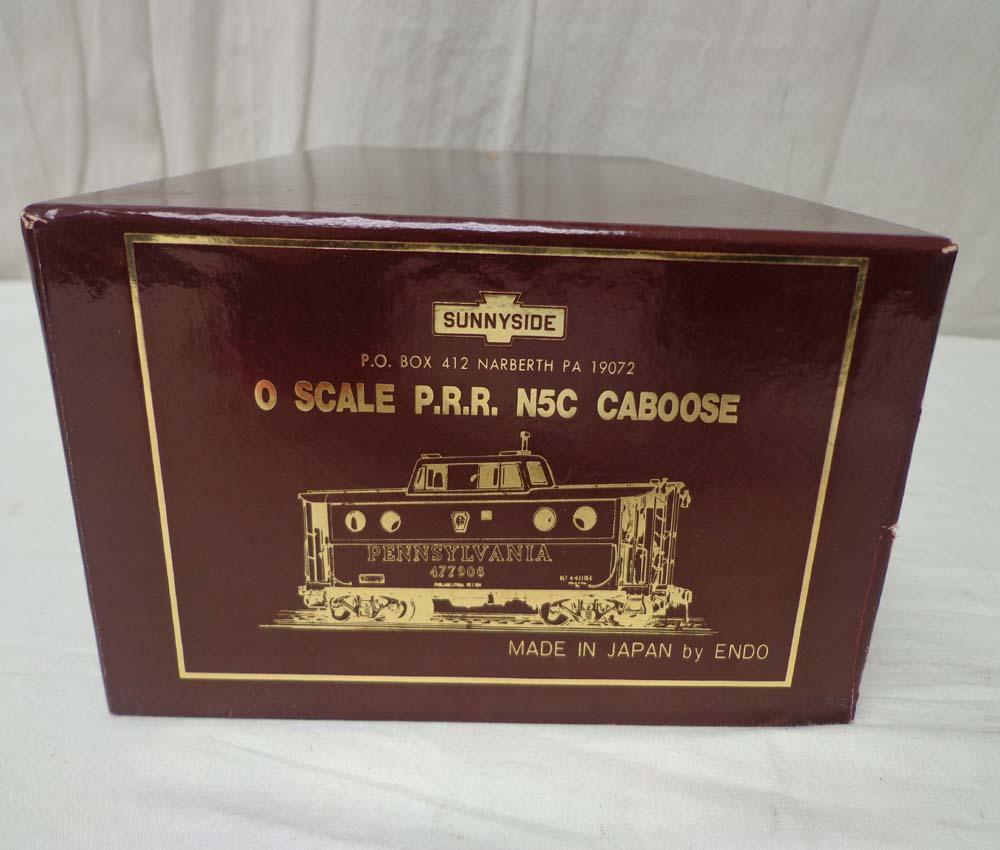 SUNNYSIDE
P.O. BOX 412 NARBERTH PA 19072
O SCALE P.R.R. N5C CABOOSE
PENNSYLVANIA
477906
MADE IN JAPAN by ENDO